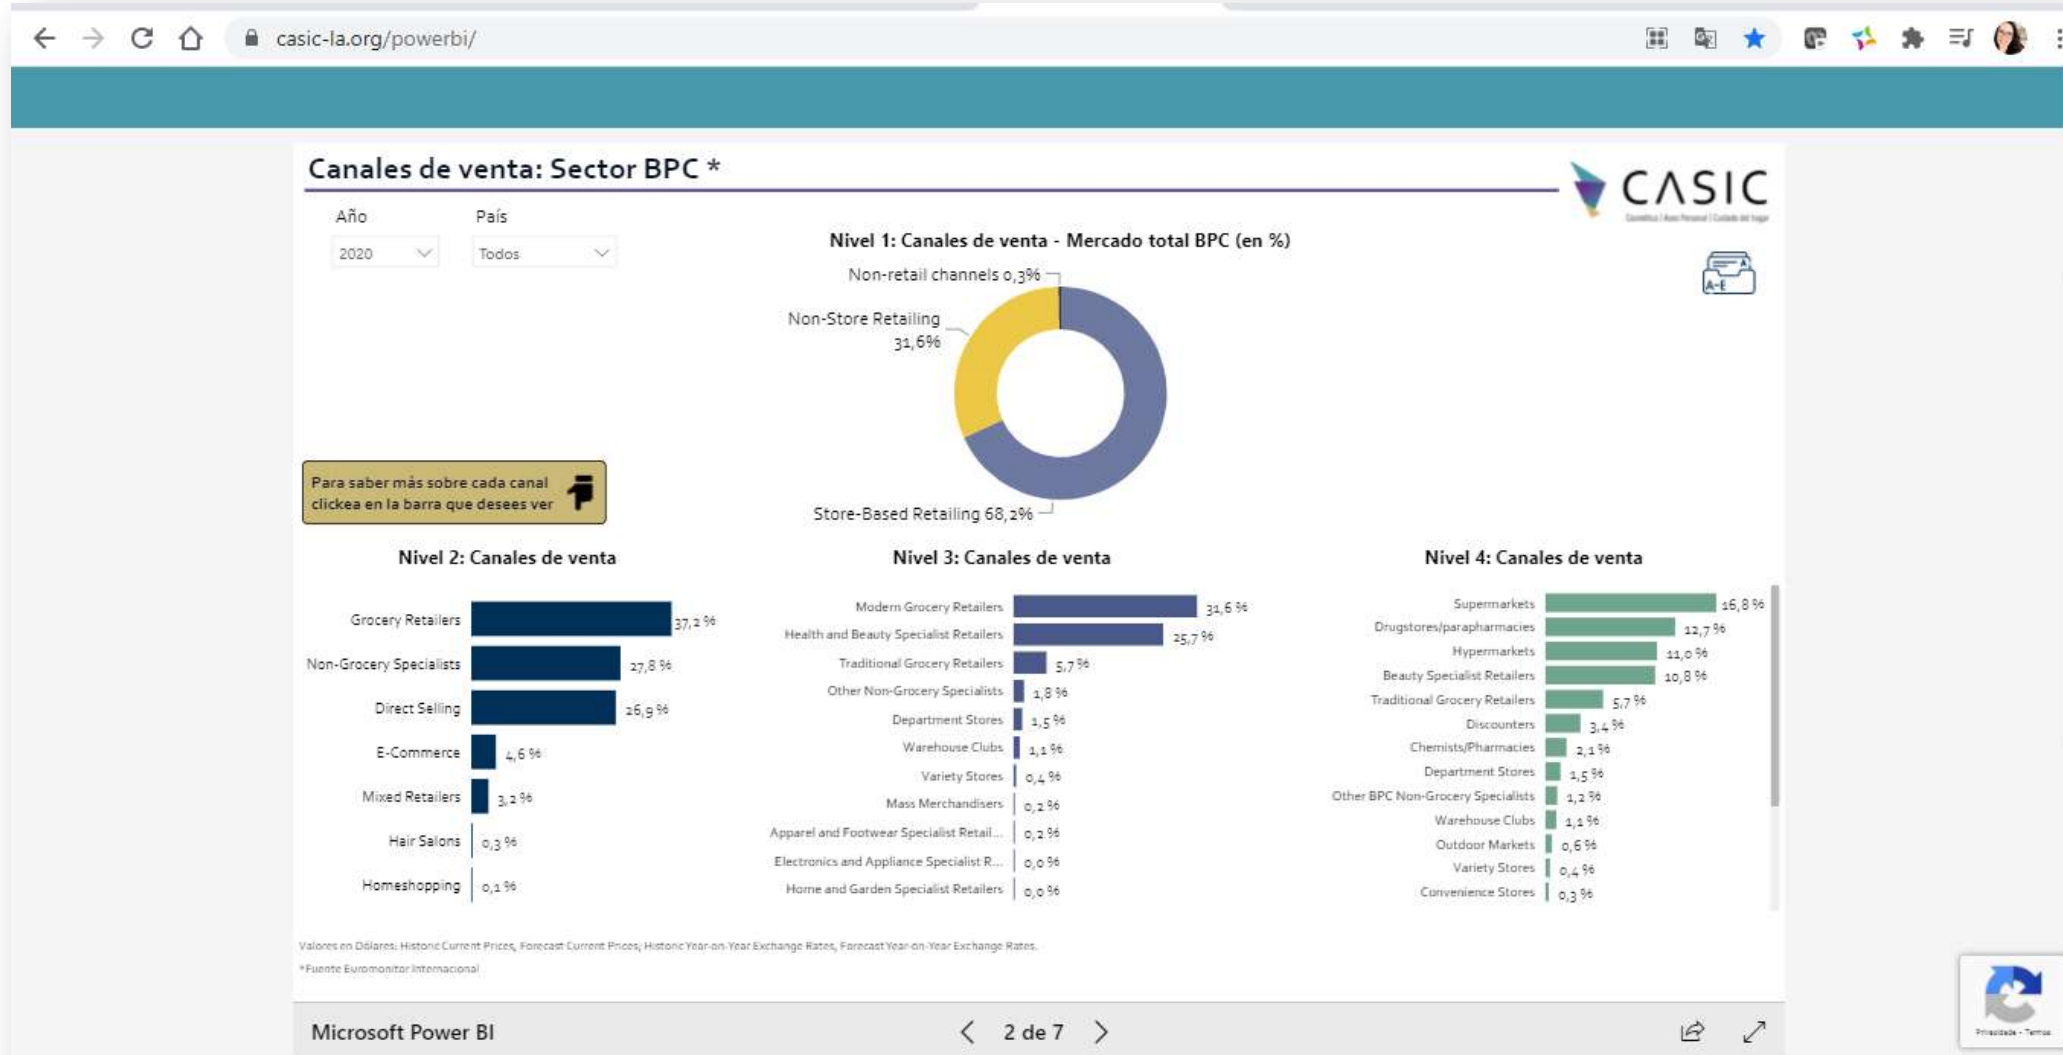 casic-la.org/powerbi/
Canales de venta: Sector BPC *
CASIC
Cosmética | Aseo Personal | Cuidado del hogar
Año
País
2020
Todos
Nivel 1: Canales de venta - Mercado total BPC (en %)
Non-retail channels 0,3%
Non-Store Retailing
31,6%
Store-Based Retailing 68,2%
A-E
Para saber más sobre cada canal
clickea en la barra que desees ver
Nivel 2: Canales de venta
Grocery Retailers 37,2 %
Non-Grocery Specialists 27,8 %
Direct Selling 26,9 %
E-Commerce 4,6 %
Mixed Retailers 3,2 %
Hair Salons 0,3 %
Homeshopping 0,1 %
Nivel 3: Canales de venta
Modern Grocery Retailers 31,6 %
Health and Beauty Specialist Retailers 25,7 %
Traditional Grocery Retailers 5,7 %
Other Non-Grocery Specialists 1,8 %
Department Stores 1,5 %
Warehouse Clubs 1,1 %
Variety Stores 0,4 %
Mass Merchandisers 0,2 %
Apparel and Footwear Specialist Retail... 0,2 %
Electronics and Appliance Specialist R... 0,0 %
Home and Garden Specialist Retailers 0,0 %
Nivel 4: Canales de venta
Supermarkets 16,8 %
Drugstores/parapharmacies 12,7 %
Hypermarkets 11,0 %
Beauty Specialist Retailers 10,8 %
Traditional Grocery Retailers 5,7 %
Discounters 3,4 %
Chemists/Pharmacies 2,1 %
Department Stores 1,5 %
Other BPC Non-Grocery Specialists 1,2 %
Warehouse Clubs 1,1 %
Outdoor Markets 0,6 %
Variety Stores 0,4 %
Convenience Stores 0,3 %
Valores en Dólares: Historic Current Prices, Forecast Current Prices; Historic Year-on-Year Exchange Rates, Forecast Year-on-Year Exchange Rates.
*Fuente Euromonitor Internacional
Microsoft Power BI
2 de 7
Privacidade - Termos